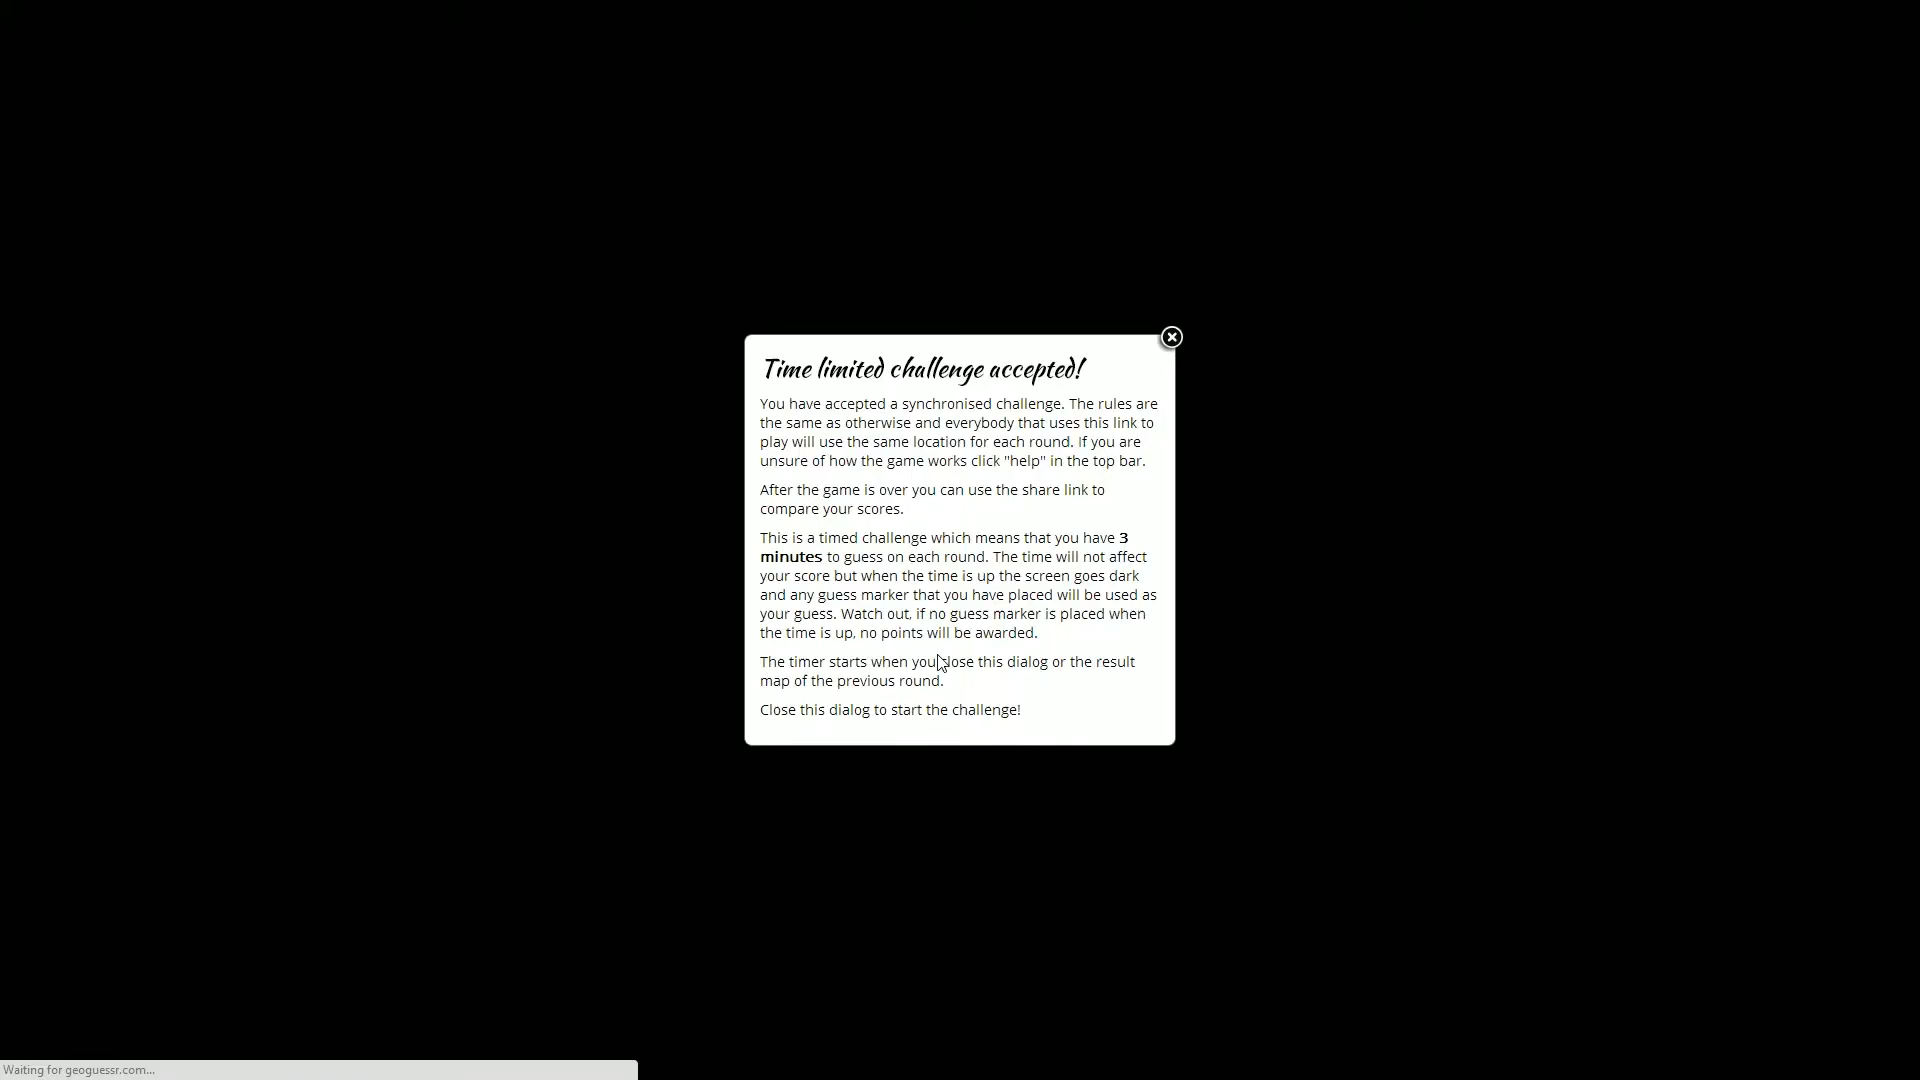 Time limited challenge accepted!
You have accepted a synchronised challenge. The rules are
the same as otherwise and everybody that uses this link to
play will use the same location for each round. If you are
unsure of how the game works click "help" in the top bar.
After the game is over you can use the share link to
compare your scores.
This is a timed challenge which means that you have 3
minutes to guess on each round. The time will not affect
your score but when the time is up the screen goes dark
and any guess marker that you have placed will be used as
your guess. Watch out, if no guess marker is placed when
the time is up, no points will be awarded.
The timer starts when you close this dialog or the result
map of the previous round.
Close this dialog to start the challenge!
Waiting for geoguessr.com...